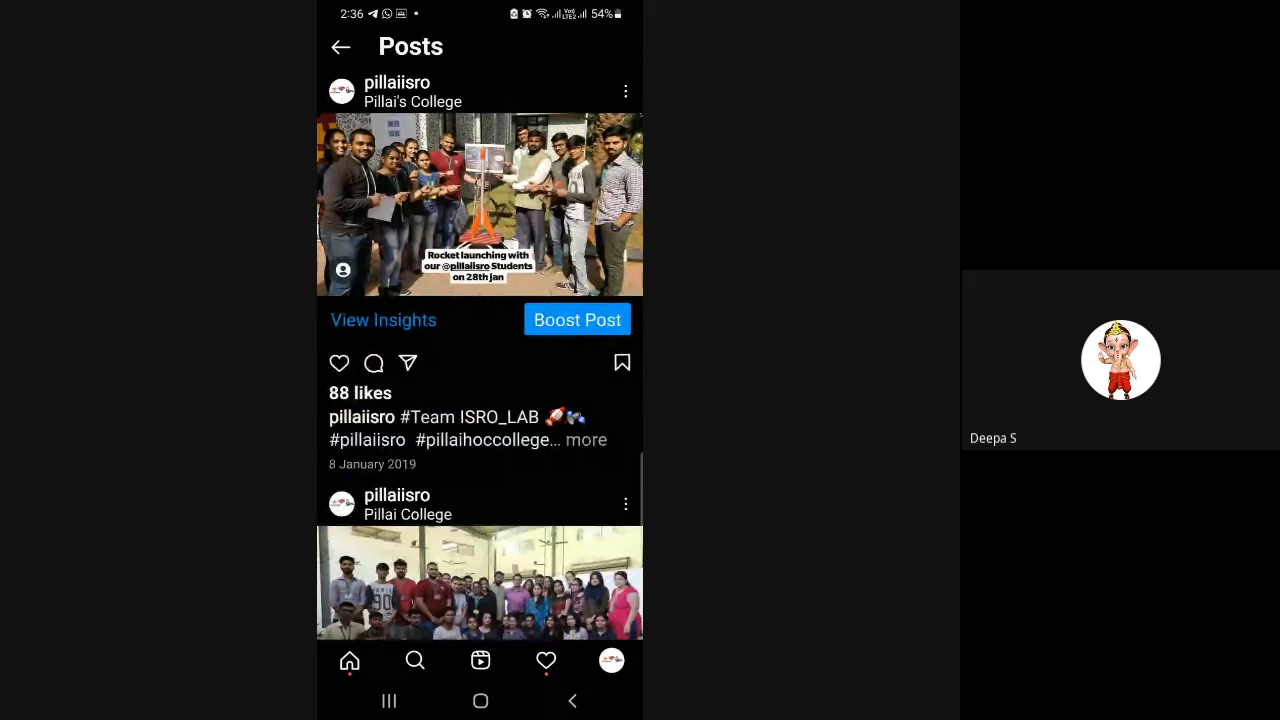 2:36
54%
Posts
pillaiisro
Pillai's College
Rocket launching with
our @pillaiisro Students
on 28th jan
View Insights
Boost Post
88 likes
pillaiisro #Team ISRO_LAB 🚀🛰
#pillaiisro #pillaihoccollege... more
8 January 2019
pillaiisro
Pillai College
90
Deepa S